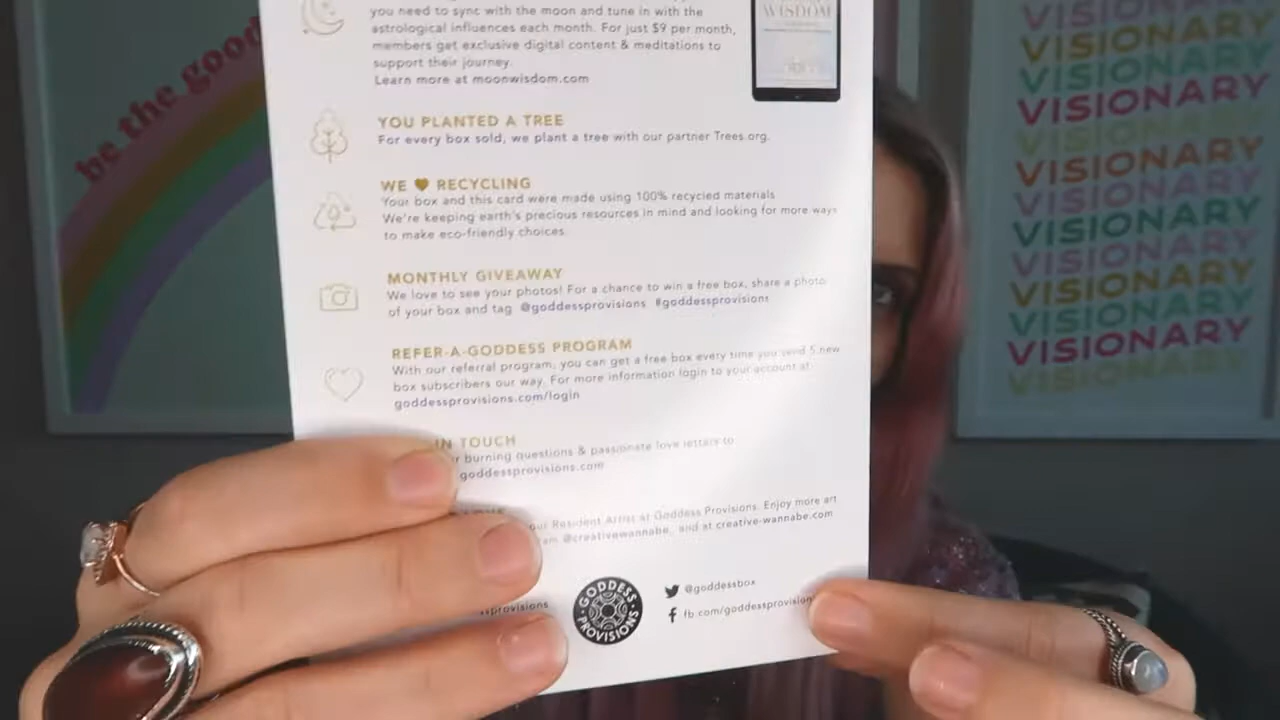 be the good
you need to sync with the moon and tune in with the
astrological influences each month. For just $9 per month,
members get exclusive digital content & meditations to
support their journey.
Learn more at moonwisdom.com
WISDOM
YOU PLANTED A TREE
For every box sold, we plant a tree with our partner Trees.org.
WE ♥ RECYCLING
Your box and this card were made using 100% recycled materials
We're keeping earth's precious resources in mind and looking for more ways
to make eco-friendly choices
MONTHLY GIVEAWAY
We love to see your photos! For a chance to win a free box, share a photo
of your box and tag @goddessprovisions #goddessprovisions
REFER-A-GODDESS PROGRAM
With our referral program, you can get a free box every time you send 5 new
box subscribers our way. For more information login to your account at
goddessprovisions.com/login
IN TOUCH
burning questions & passionate love letters to
goddessprovisions.com
our Resident Artist at Goddess Provisions. Enjoy more art
@creativewannabe, and at creative-wannabe.com
GODDESS PROVISIONS
@goddessbox
fb.com/goddessprovisions
VISIONARY
VISIONARY
VISIONARY
VISIONARY
VISIONARY
VISIONARY
VISIONARY
VISIONARY
VISIONARY
VISIONARY
VISIONARY
VISIONARY
VISIONARY